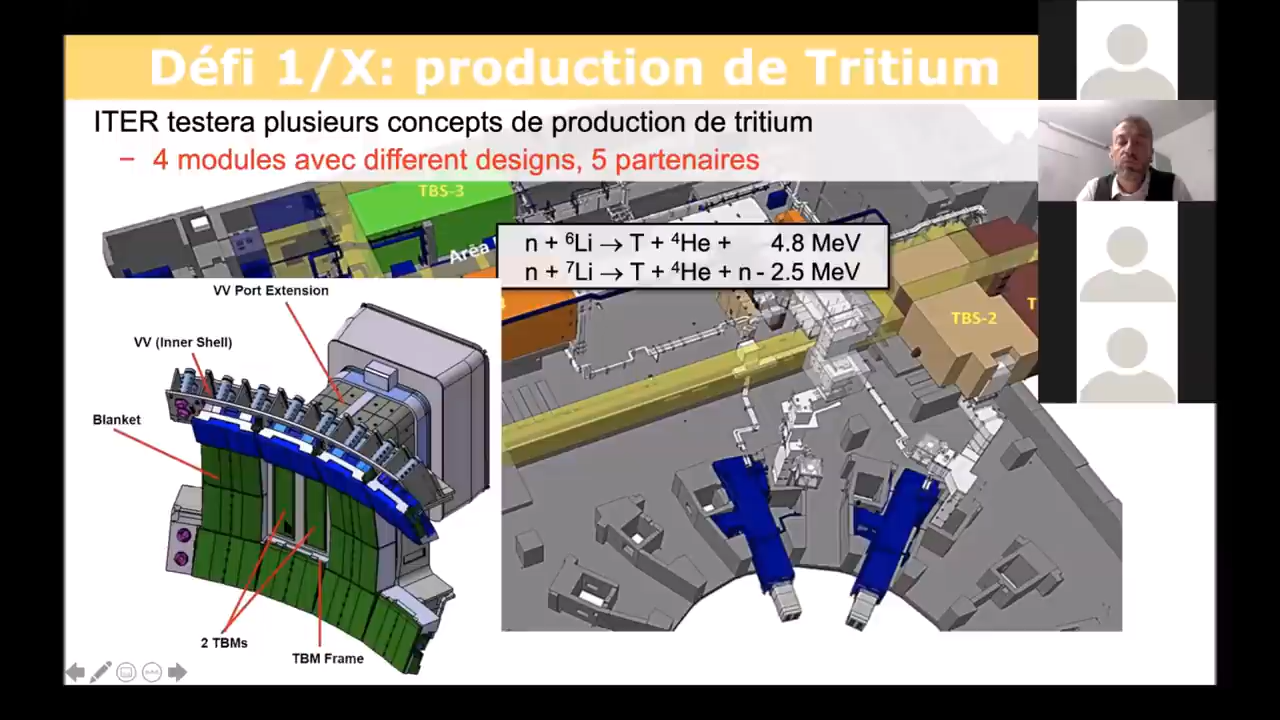 Défi 1/X: production de Tritium
ITER testera plusieurs concepts de production de tritium
– 4 modules avec different designs, 5 partenaires
TBS-3
Area
n + ⁶Li → T + ⁴He + 4.8 MeV
n + ⁷Li → T + ⁴He + n - 2.5 MeV
VV Port Extension
VV (Inner Shell)
Blanket
TBS-2
T
2 TBMs
TBM Frame